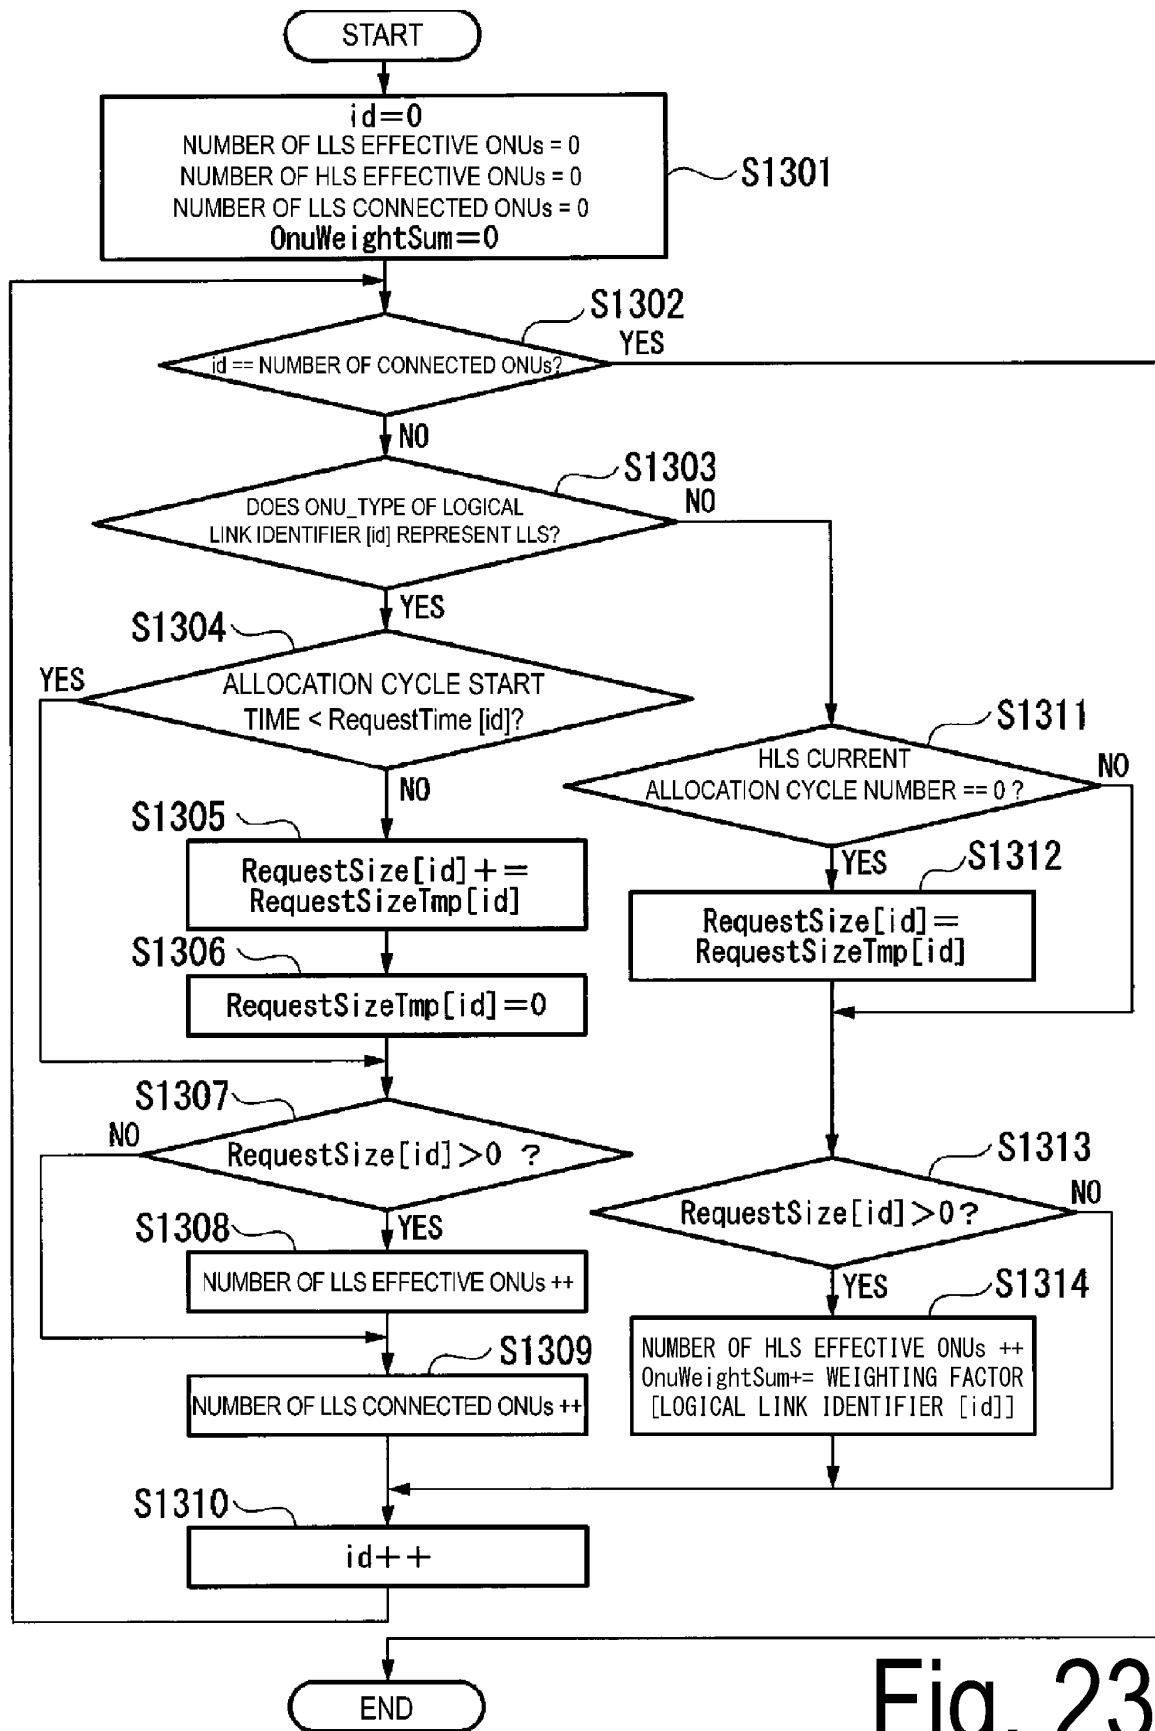 START
id=0
NUMBER OF LLS EFFECTIVE ONUs = 0
NUMBER OF HLS EFFECTIVE ONUs = 0
NUMBER OF LLS CONNECTED ONUs = 0
OnuWeightSum=0
S1301
S1302
id == NUMBER OF CONNECTED ONUs?
YES
NO
S1303
DOES ONU_TYPE OF LOGICAL
LINK IDENTIFIER [id] REPRESENT LLS?
NO
YES
S1304
YES
ALLOCATION CYCLE START
TIME < RequestTime [id]?
NO
S1305
RequestSize[id]+=
RequestSizeTmp[id]
S1306
RequestSizeTmp[id]=0
S1307
NO
RequestSize[id]>0 ?
YES
S1308
NUMBER OF LLS EFFECTIVE ONUs ++
S1309
NUMBER OF LLS CONNECTED ONUs ++
S1310
id++
S1311
HLS CURRENT
ALLOCATION CYCLE NUMBER == 0 ?
NO
YES
S1312
RequestSize[id]=
RequestSizeTmp[id]
S1313
RequestSize[id]>0?
NO
YES
S1314
NUMBER OF HLS EFFECTIVE ONUs ++
OnuWeightSum+= WEIGHTING FACTOR
[LOGICAL LINK IDENTIFIER [id]]
END
Fig. 23